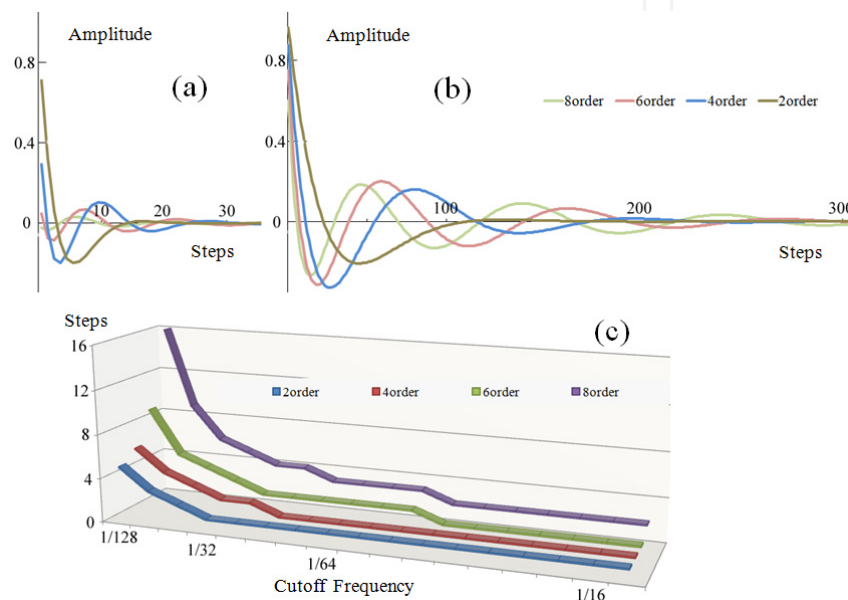 Amplitude
0.8
(a)
0.4
10
20
30
0
Steps
Amplitude
0.8
(b)
8order
6order
4order
2order
0.4
100
200
300
0
Steps
Steps
(c)
16
12
8
4
0
2order
4order
6order
8order
1/128
1/32
1/64
1/16
Cutoff Frequency